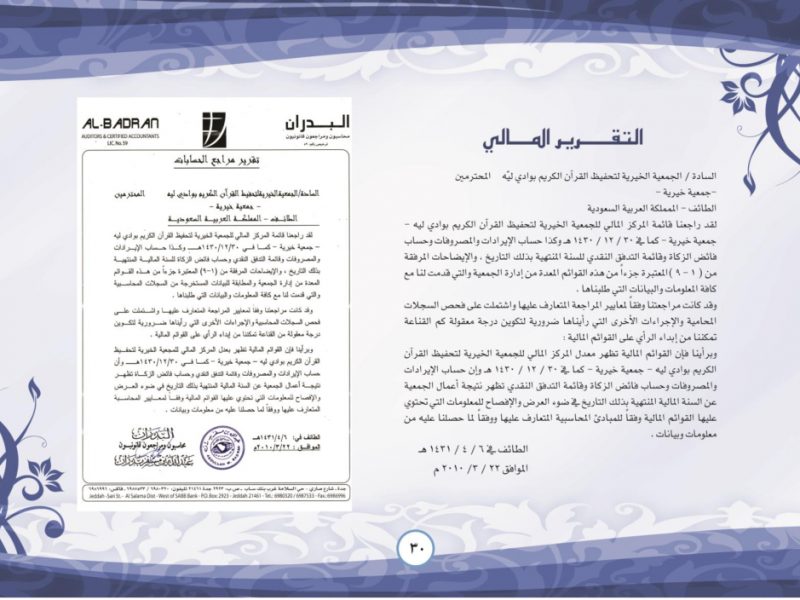 التقرير المالي
السادة / الجمعية الخيرية لتحفيظ القرآن الكريم بوادي ليّه المحترمين
-جمعية خيرية -
الطائف - المملكة العربية السعودية
لقد راجعنا قائمة المركز المالي للجمعية الخيرية لتحفيظ القرآن الكريم بوادي ليه -
جمعية خيرية - كما في ٣٠ / ١٢ / ١٤٣٠ هـ وكذا حساب الإيرادات والمصروفات وحساب
فائض الزكاة وقائمة التدفق النقدي للسنة المنتهية بذلك التاريخ ، والإيضاحات المرفقة
من ( ١ - ٩ ) المعتبرة جزءاً من هذه القوائم المعدة من إدارة الجمعية والتي قدمت لنا مع
كافة المعلومات والبيانات التي طلبناها .
وقد كانت مراجعتنا وفقاً لمعايير المراجعة المتعارف عليها واشتملت على فحص السجلات
المحامية والإجراءات الأخرى التي رأيناها ضرورية لتكوين درجة معقولة كم القناعة
تمكننا من إبداء الرأي على القوائم المالية :
وبرأينا فإن القوائم المالية تظهر معدل المركز المالي للجمعية الخيرية لتحفيظ القرآن
الكريم بوادي ليه - جمعية خيرية - كما في ٣٠ / ١٢ / ١٤٣٠ هـ وإن حساب الإيرادات
والمصروفات وحساب فائض الزكاة وقائمة التدفق النقدي تظهر نتيجة أعمال الجمعية
عن السنة المالية المنتهية بذلك التاريخ في ضوء العرض والإفصاح للمعلومات التي تحتوي
عليها القوائم المالية وفقاً للمبادئ المحاسبية المتعارف عليها ووفقاً لما حصلنا عليه من
معلومات وبيانات .
الطائف في ٦ / ٤ / ١٤٣١ هـ
الموافق ٢٢ / ٣ / ٢٠١٠ م
البدران
محاسبون ومراجعون قانونيون
ترخيص رقم ٥٩
AL-BADRAN
AUDITORS & CERTIFIED ACCOUNTANTS
LIC.No.59
تقرير مراجع الحسابات
السادة/الجمعية الخيرية لتحفيظ القرآن الكريم بوادي ليه المحترمين
- جمعية خيرية -
الطائف - المملكة العربية السعودية
لقد راجعنا قائمة المركز المالي للجمعية الخيرية لتحفيظ القرآن الكريم بوادي ليه
- جمعية خيرية - كما في ١٤٣٠/١٢/٣٠هـ وكذا حساب الإيرادات
والمصروفات وقائمة التدفق النقدي وحساب فائض الزكاة للسنة المالية المنتهية
بذلك التاريخ ، والإيضاحات المرفقة من (١-٩) المعتبرة جزءاً من هذه القوائم
المعدة من إدارة الجمعية والمطابقة للبيانات المستخرجة من السجلات المحاسبية
والتي قدمت لنا مع كافة المعلومات والبيانات التي طلبناها .
وقد كانت مراجعتنا وفقا لمعايير المراجعة المتعارف عليها واشتملت على
فحص السجلات المحاسبية والإجراءات الأخرى التي رأيناها ضرورية لتكوين
درجة معقولة من القناعة تمكننا من إبداء الرأي على القوائم المالية .
وبرأينا فإن القوائم المالية تظهر بعدل المركز المالي للجمعية الخيرية لتحفيظ
القرآن الكريم بوادي ليه - جمعية خيرية - كما في ١٤٣٠/١٢/٣٠هـ وأن
حساب الإيرادات والمصروفات وقائمة التدفق النقدي وحساب فائض الزكاة تظهر
نتيجة أعمال الجمعية عن السنة المالية المنتهية بذلك التاريخ في ضوء العرض
والإفصاح للمعلومات التي تحتوي عليها القوائم المالية وفقاً لمعايير المحاسبة
المتعارف عليها ووفقا لما حصلنا عليه من معلومات وبيانات .
الطائف في: ١٤٣١/٤/٦هـ
الموافق : ٢٠١٠/٣/٢٢م
البدران
محاسبون ومراجعون قانونيون
Jeddah -Sari St. - Al Salama Dist - West of SABB Bank - P.O. Box: 2923 - Jeddah 21461 - Tel.: 6980520 / 6987533 - Fax: 6986996
٣٠